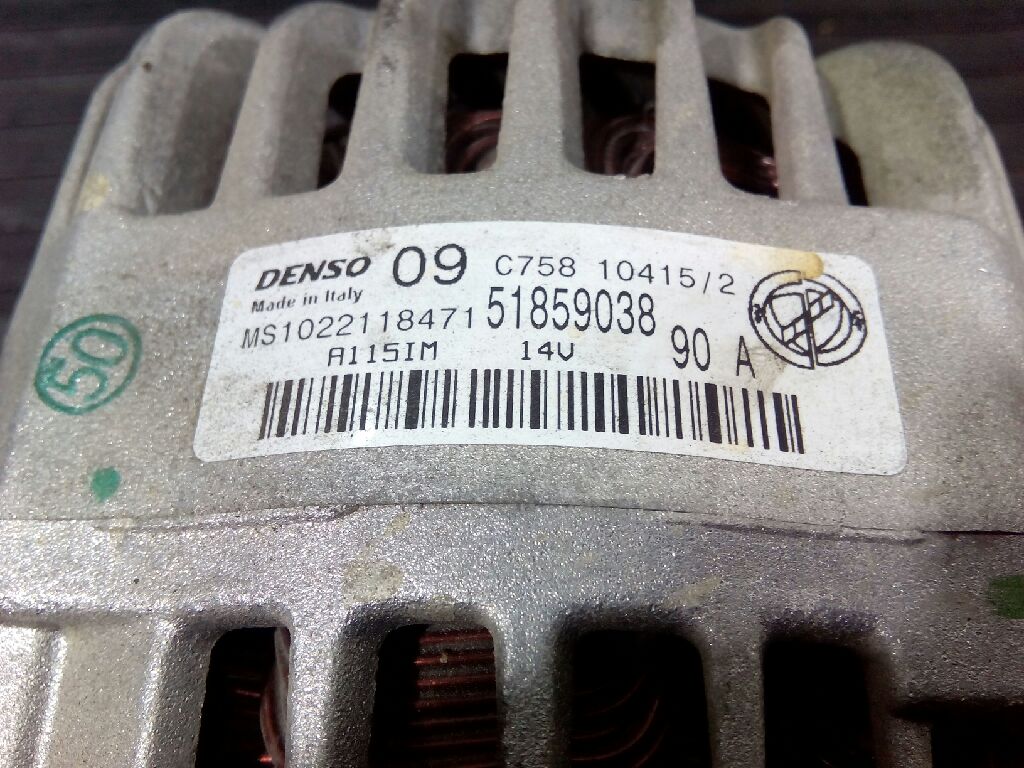 DENSO 09 C758 10415/2
Made in Italy
MS1022118471 51859038 90 A
A115IM 14V
50